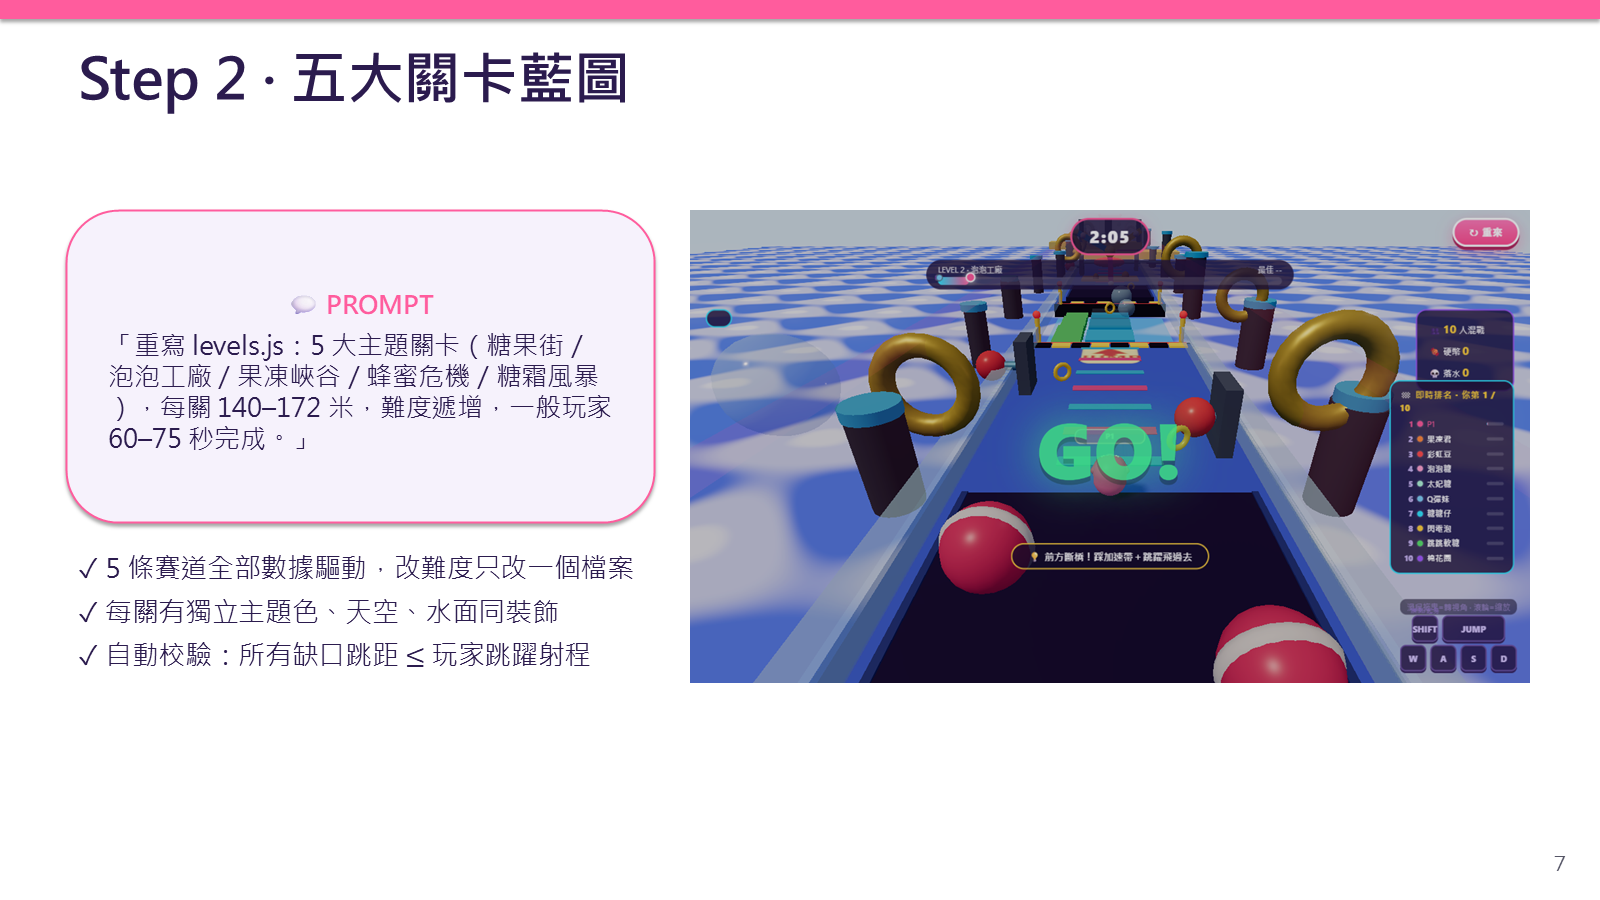 Step 2 · 五大關卡藍圖
PROMPT
「重寫 levels.js：5 大主題關卡（糖果街 /
泡泡工廠 / 果凍峽谷 / 蜂蜜危機 / 糖霜風暴
），每關 140–172 米，難度遞增，一般玩家
60–75 秒完成。」
✓ 5 條賽道全部數據驅動，改難度只改一個檔案
✓ 每關有獨立主題色、天空、水面同裝飾
✓ 自動校驗：所有缺口跳距 ≤ 玩家跳躍射程
2:05
↻ 重來
LEVEL 2 · 泡泡工廠
最佳 --
10 人混戰
硬幣 0
落水 0
即時排名 · 你第 1 /
10
1 P1
2 果凍君
3 彩虹豆
4 泡泡糖
5 太妃糖
6 Q彈妹
7 糖糖仔
8 閃電泡
9 跳跳軟糖
10 棉花團
GO!
前方斷橋！踩加速帶 + 跳躍飛過去
SHIFT JUMP
W A S D
7